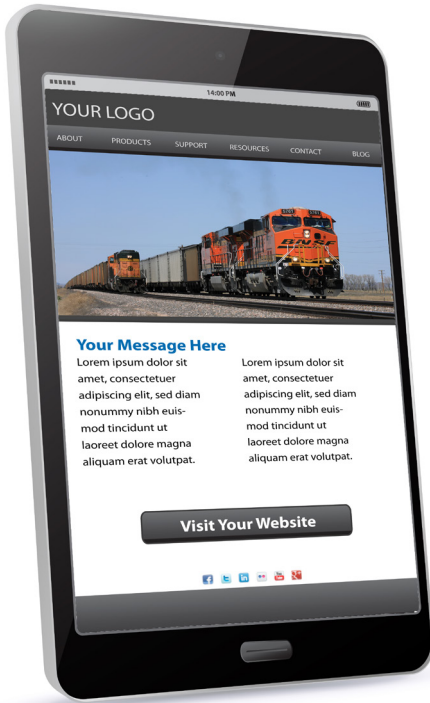 14:00 PM
YOUR LOGO
ABOUT PRODUCTS SUPPORT RESOURCES CONTACT BLOG
BNSF
Your Message Here
Lorem ipsum dolor sit
amet, consectetuer
adipiscing elit, sed diam
nonummy nibh euis-
mod tincidunt ut
laoreet dolore magna
aliquam erat volutpat.
Lorem ipsum dolor sit
amet, consectetuer
adipiscing elit, sed diam
nonummy nibh euis-
mod tincidunt ut
laoreet dolore magna
aliquam erat volutpat.
Visit Your Website